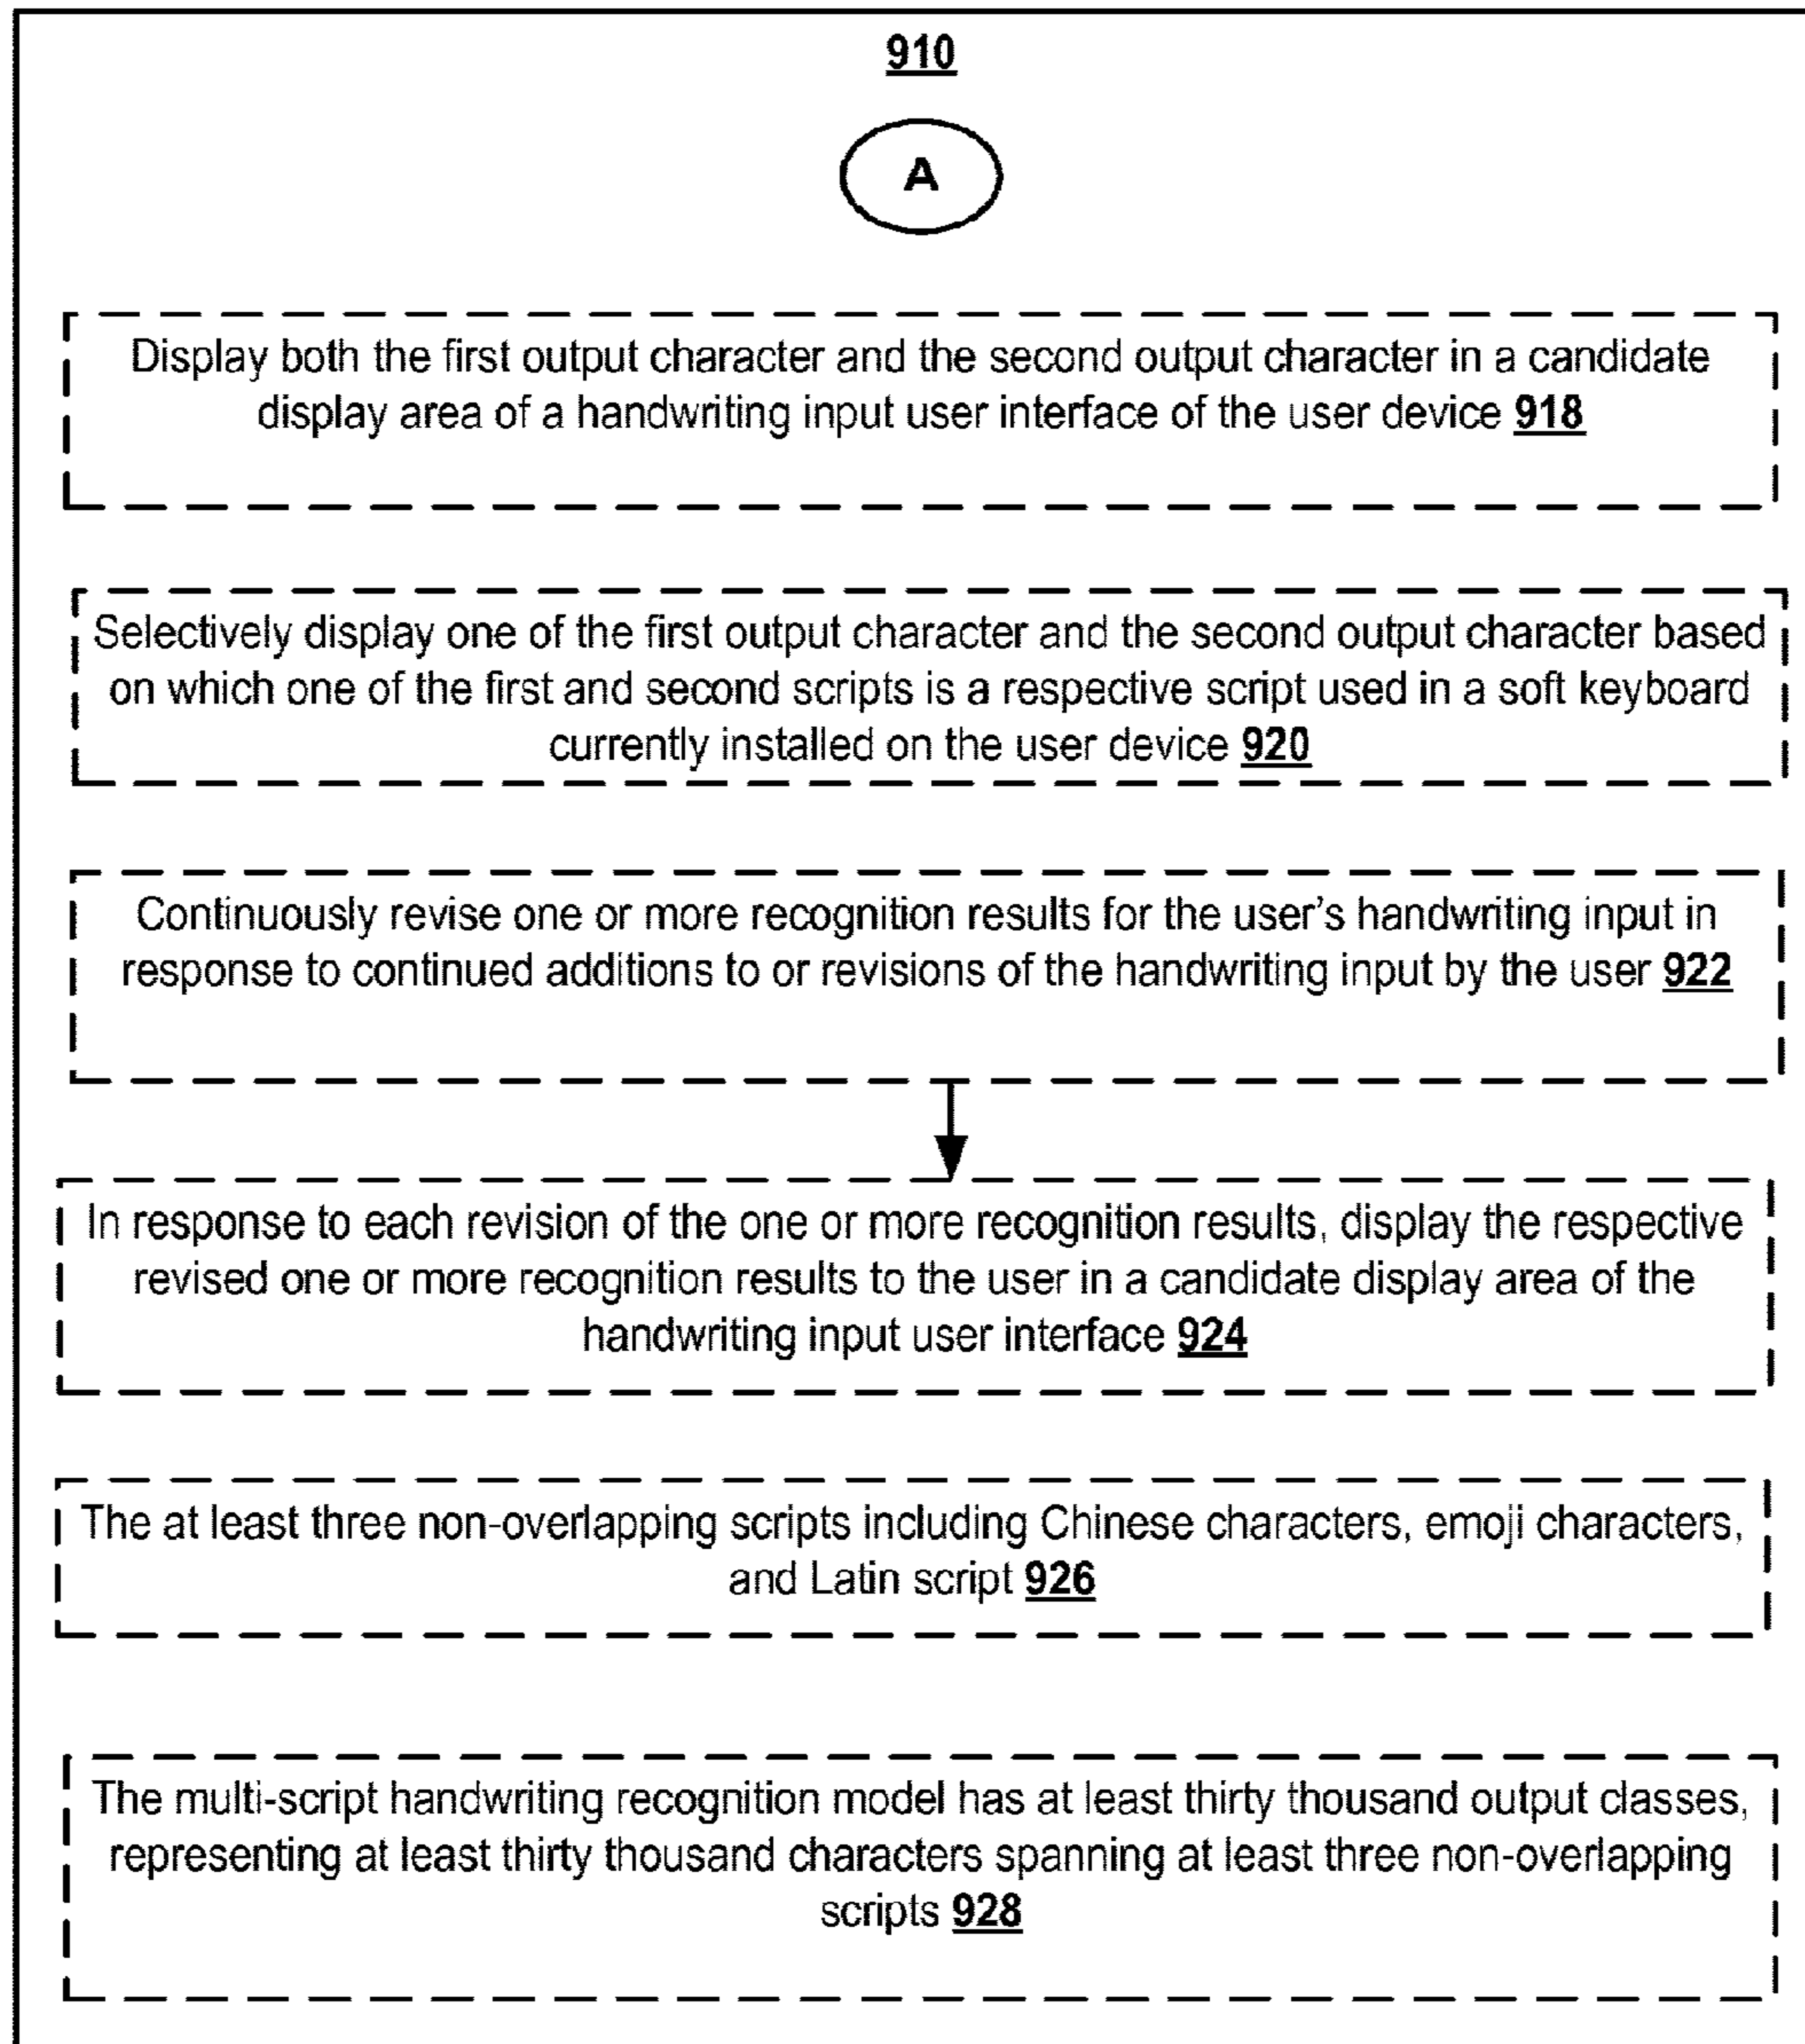 910
A
Display both the first output character and the second output character in a candidate
display area of a handwriting input user interface of the user device 918
Selectively display one of the first output character and the second output character based
on which one of the first and second scripts is a respective script used in a soft keyboard
currently installed on the user device 920
Continuously revise one or more recognition results for the user's handwriting input in
response to continued additions to or revisions of the handwriting input by the user 922
In response to each revision of the one or more recognition results, display the respective
revised one or more recognition results to the user in a candidate display area of the
handwriting input user interface 924
The at least three non-overlapping scripts including Chinese characters, emoji characters,
and Latin script 926
The multi-script handwriting recognition model has at least thirty thousand output classes,
representing at least thirty thousand characters spanning at least three non-overlapping
scripts 928